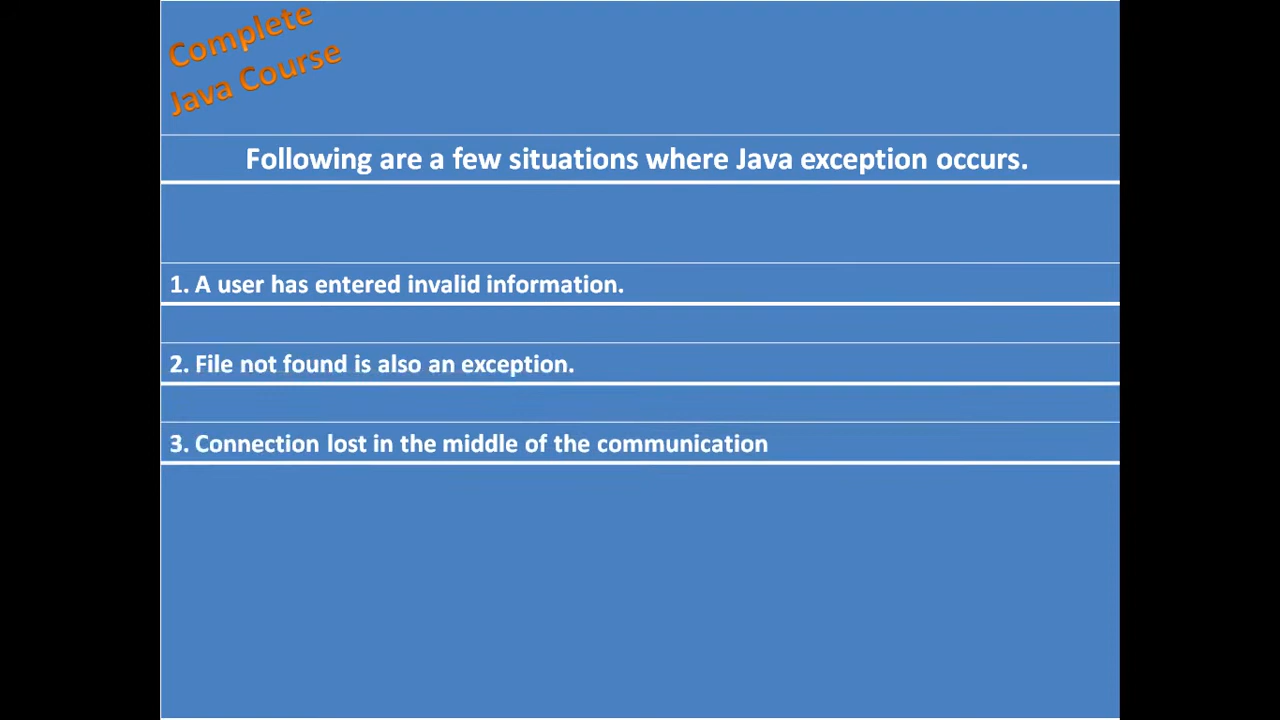 Complete
Java Course
Following are a few situations where Java exception occurs.
1. A user has entered invalid information.
2. File not found is also an exception.
3. Connection lost in the middle of the communication